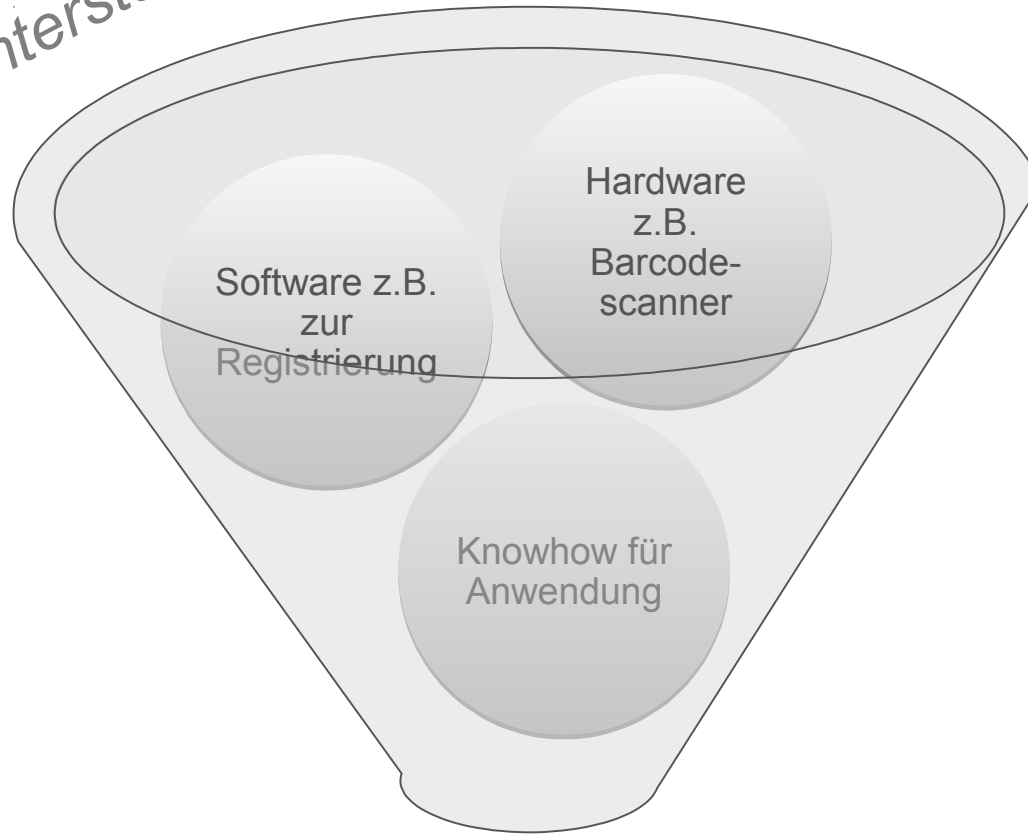 Hardware
z.B.
Barcode-
scanner
Software z.B.
zur
Registrierung
Knowhow für
Anwendung